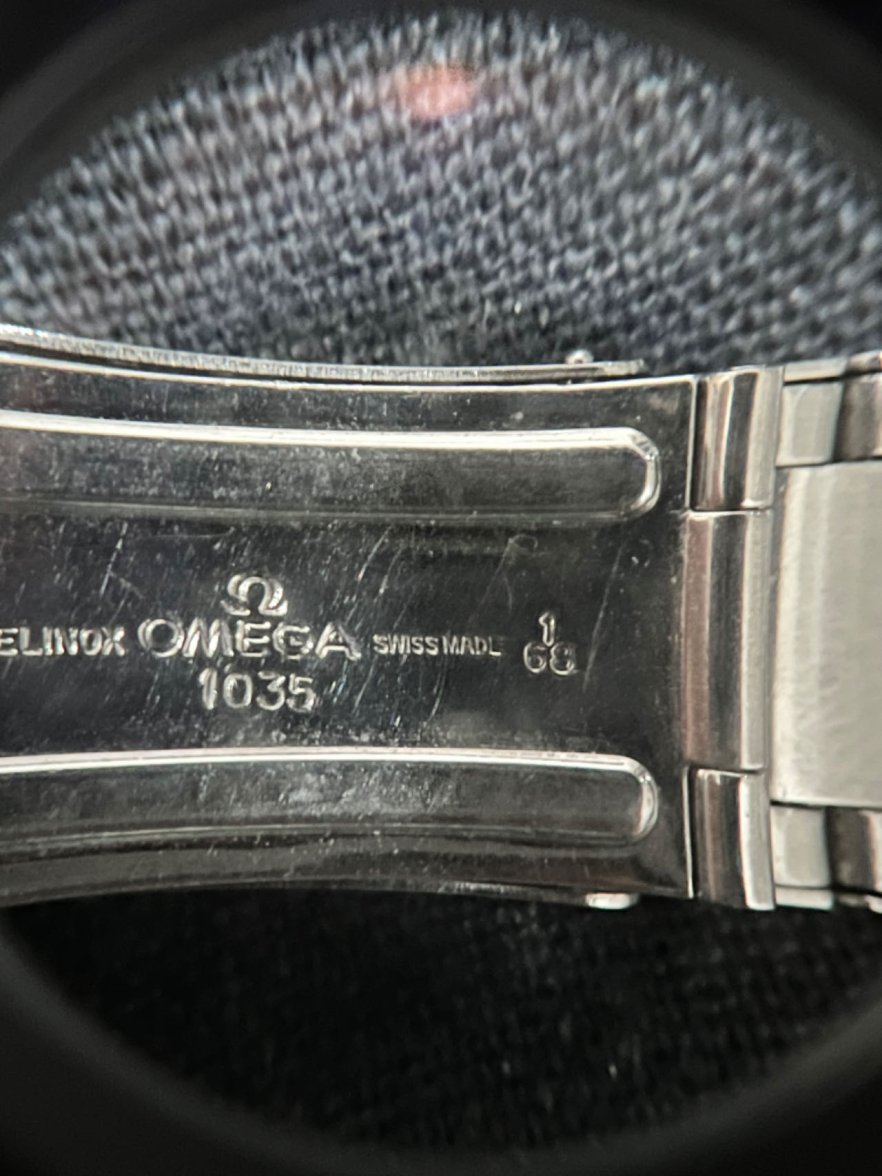 Ω
ELINOX OMEGA SWISS MADE 1/68
1035